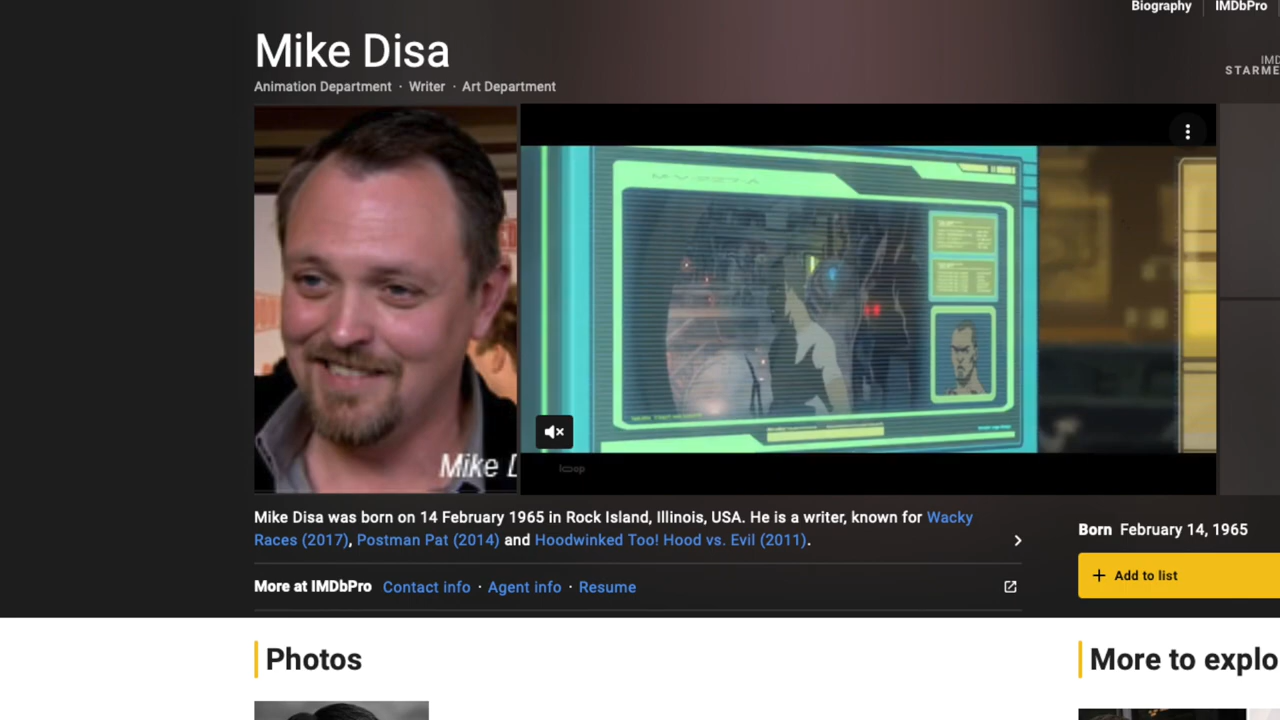 Biography
IMDbPro
Mike Disa
IMD
STARME
Animation Department · Writer · Art Department
Mike D
loop
Mike Disa was born on 14 February 1965 in Rock Island, Illinois, USA. He is a writer, known for Wacky
Races (2017), Postman Pat (2014) and Hoodwinked Too! Hood vs. Evil (2011).
Born February 14, 1965
Add to list
More at IMDbPro Contact info · Agent info · Resume
Photos
More to explo